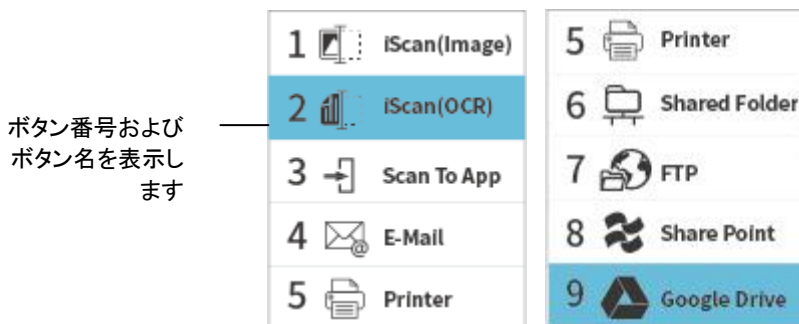 ボタン番号および
ボタン名を表示し
ます
1 iScan(Image)
2 iScan(OCR)
3 Scan To App
4 E-Mail
5 Printer
5 Printer
6 Shared Folder
7 FTP
8 Share Point
9 Google Drive